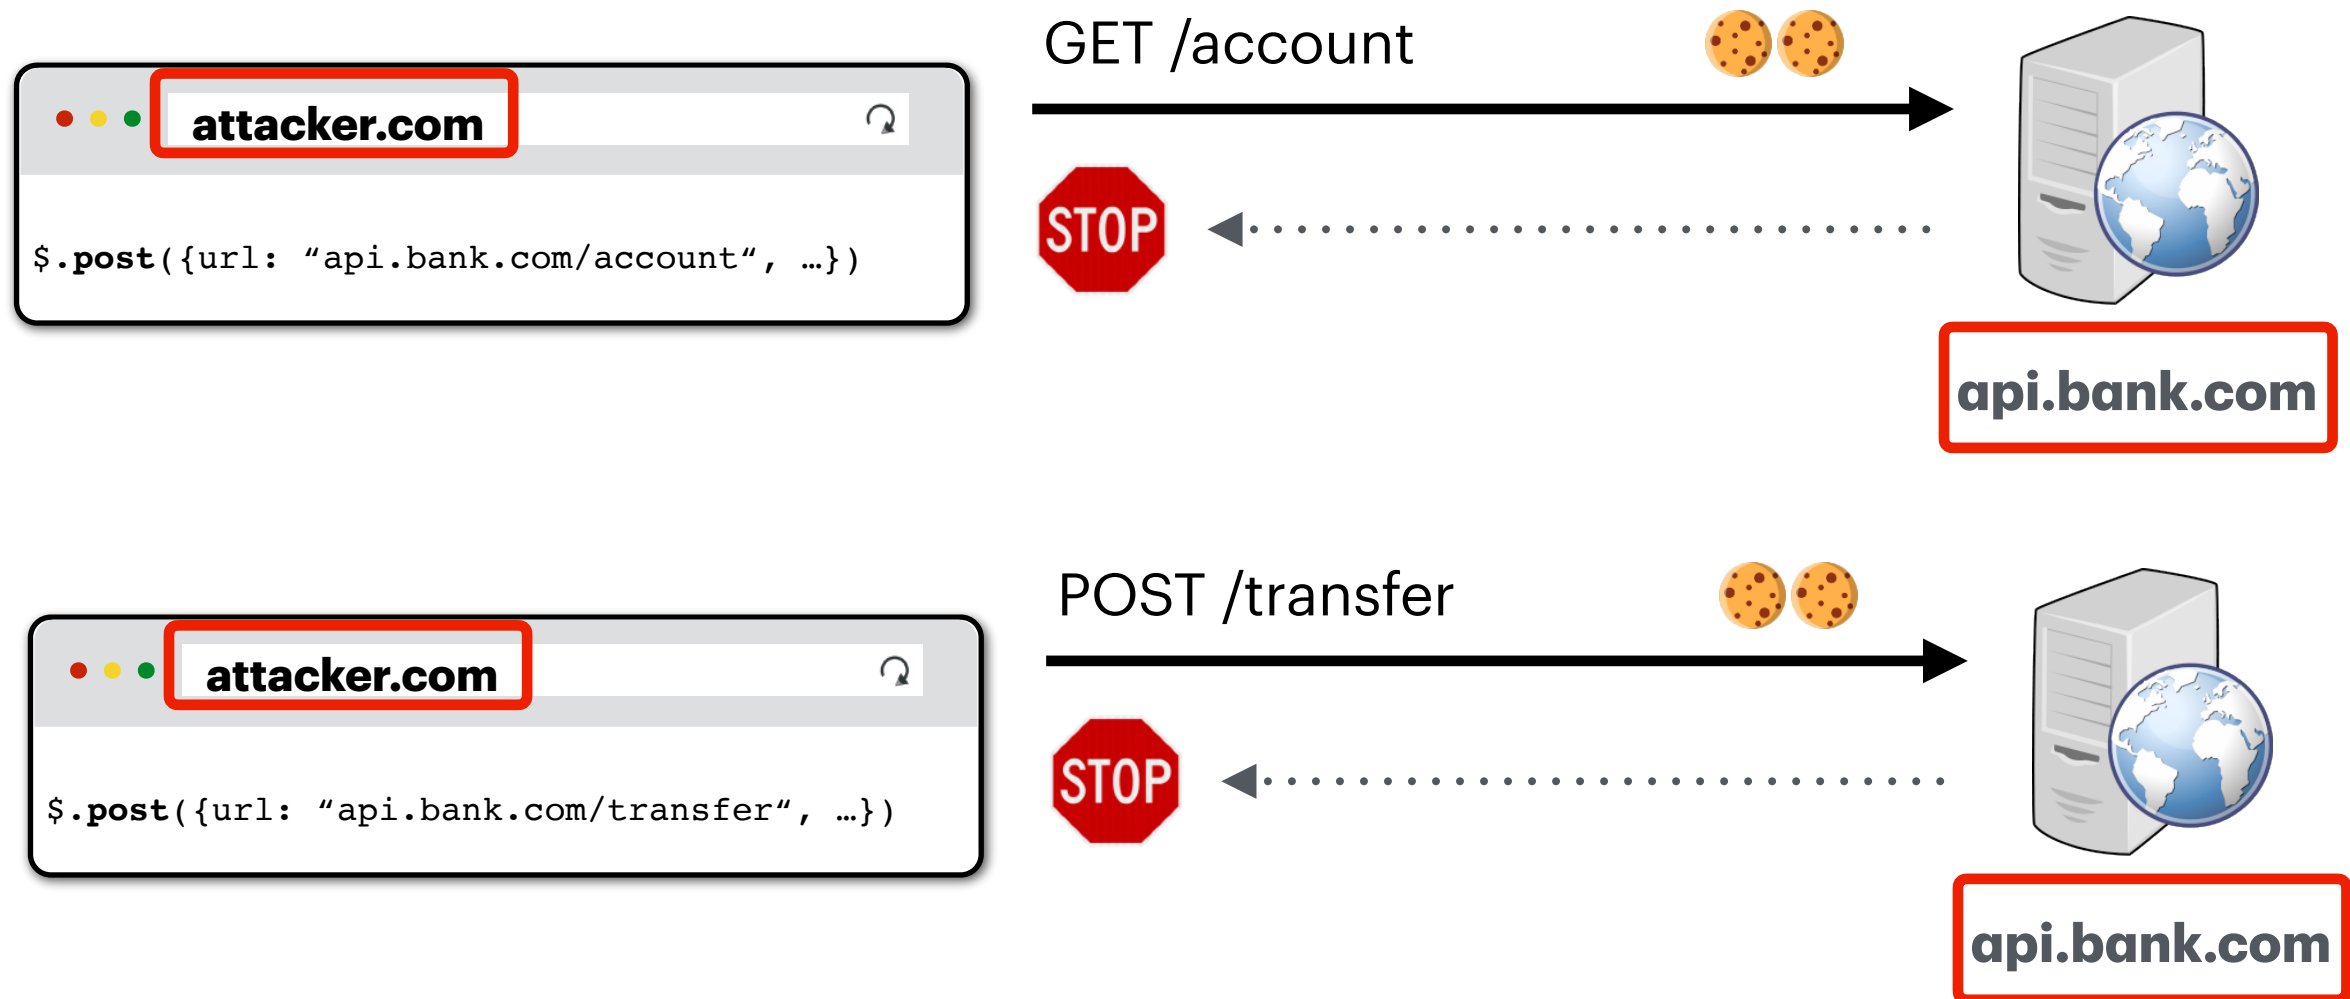 GET /account
attacker.com
STOP
$.post({url: “api.bank.com/account“, …})
api.bank.com
POST /transfer
attacker.com
STOP
$.post({url: “api.bank.com/transfer“, …})
api.bank.com